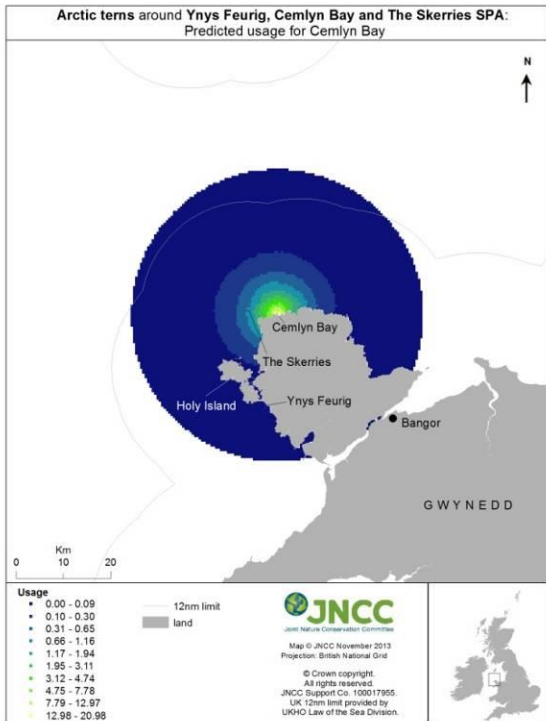 Arctic terns around Ynys Feurig, Cemlyn Bay and The Skerries SPA:
Predicted usage for Cemlyn Bay
N
Cemlyn Bay
The Skerries
Holy Island
Ynys Feurig
Bangor
GWYNEDD
Km
0 10 20
Usage
0.00 - 0.09
0.10 - 0.30
0.31 - 0.65
0.66 - 1.16
1.17 - 1.94
1.95 - 3.11
3.12 - 4.74
4.75 - 7.78
7.79 - 12.97
12.98 - 20.98
12nm limit
land
JNCC
Joint Nature Conservation Committee
Map © JNCC November 2013
Projection: British National Grid
© Crown copyright.
All rights reserved.
JNCC Support Co. 100017955.
UK 12nm limit provided by
UKHO Law of the Sea Division.